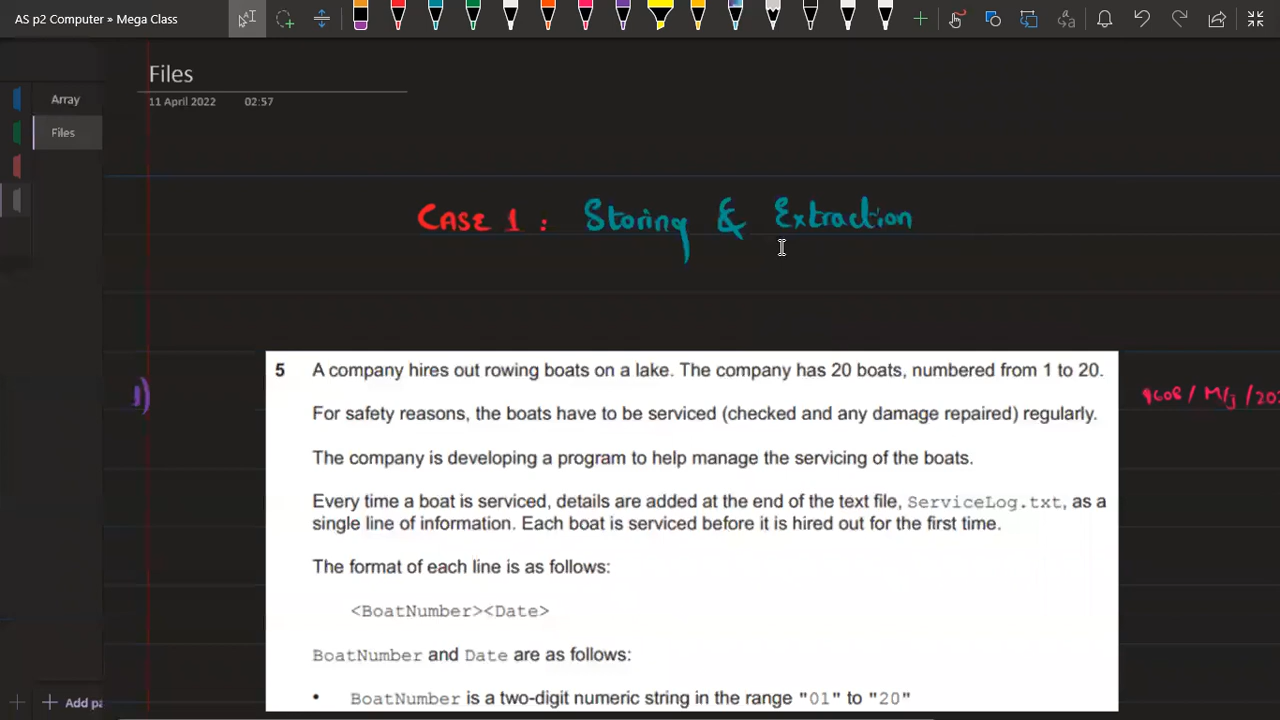 AS p2 Computer » Mega Class
Files
11 April 2022 02:57
Array
Files
CASE 1 : Storing & Extraction
1)
5 A company hires out rowing boats on a lake. The company has 20 boats, numbered from 1 to 20.
9608/ M/j /20
For safety reasons, the boats have to be serviced (checked and any damage repaired) regularly.
The company is developing a program to help manage the servicing of the boats.
Every time a boat is serviced, details are added at the end of the text file, ServiceLog.txt, as a
single line of information. Each boat is serviced before it is hired out for the first time.
The format of each line is as follows:
<BoatNumber><Date>
BoatNumber and Date are as follows:
• BoatNumber is a two-digit numeric string in the range "01" to "20"
Add pa